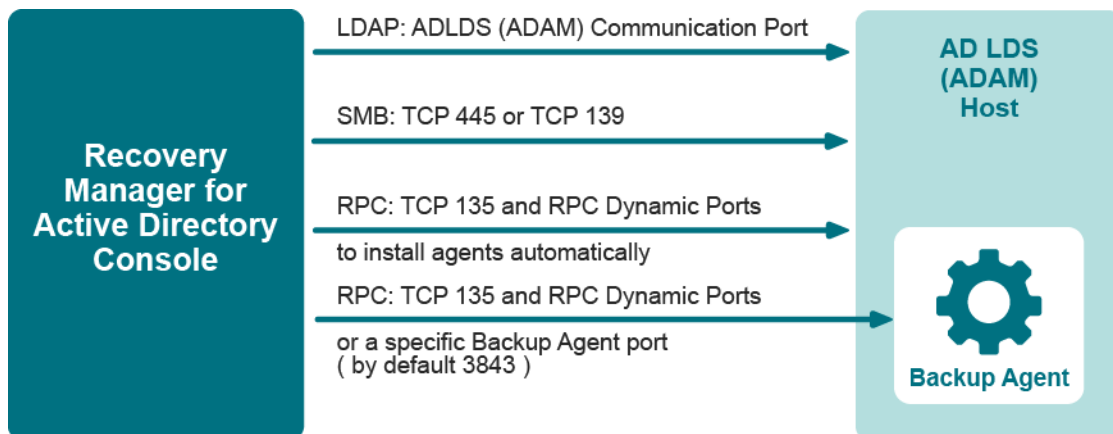 Recovery
Manager for
Active Directory
Console
LDAP: ADLDS (ADAM) Communication Port
SMB: TCP 445 or TCP 139
RPC: TCP 135 and RPC Dynamic Ports
to install agents automatically
RPC: TCP 135 and RPC Dynamic Ports
or a specific Backup Agent port
( by default 3843 )
AD LDS
(ADAM)
Host
Backup Agent